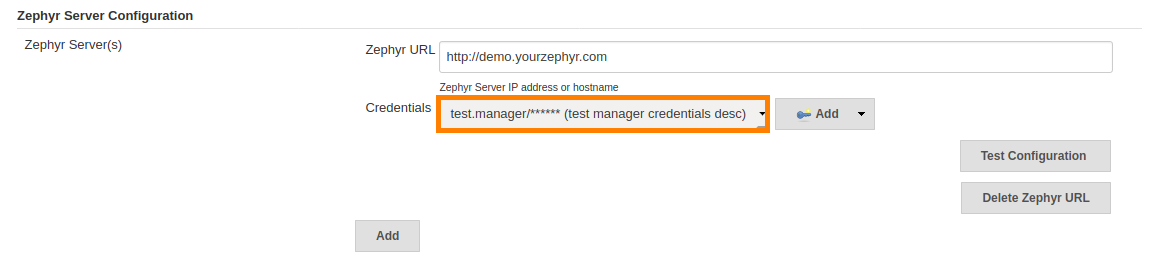 Zephyr Server Configuration
Zephyr Server(s)
Zephyr URL
http://demo.yourzephyr.com
Zephyr Server IP address or hostname
Credentials
test.manager/****** (test manager credentials desc)
Add
Test Configuration
Delete Zephyr URL
Add